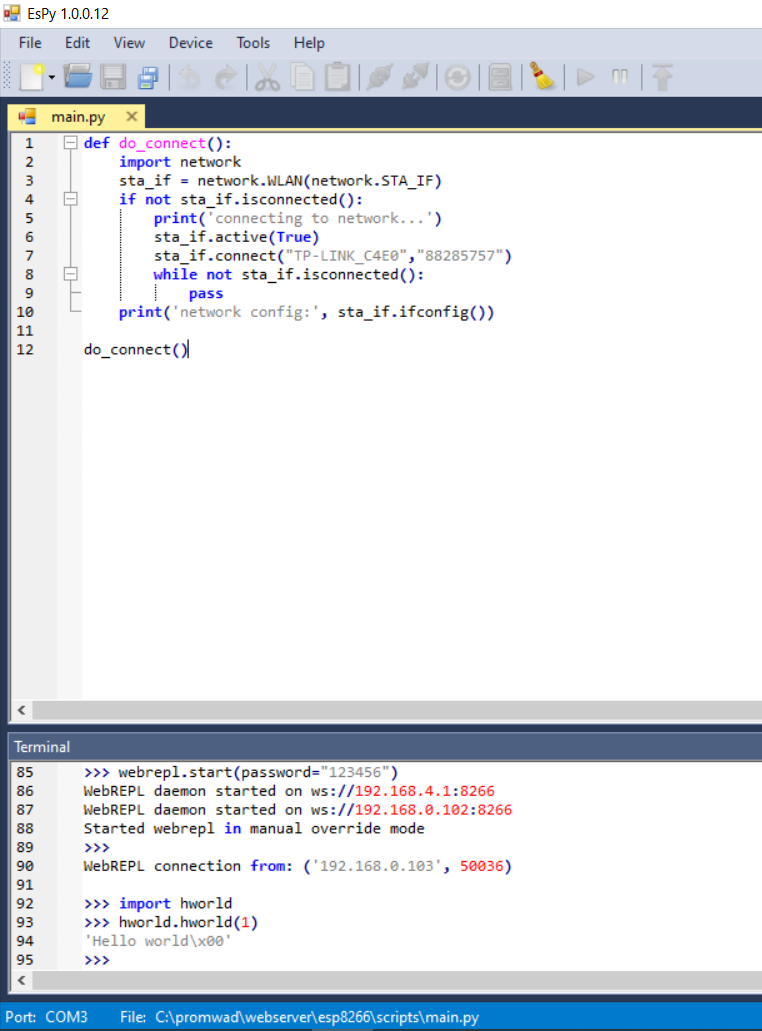 EsPy 1.0.0.12
File Edit View Device Tools Help
main.py
1 def do_connect():
2     import network
3     sta_if = network.WLAN(network.STA_IF)
4     if not sta_if.isconnected():
5         print('connecting to network...')
6         sta_if.active(True)
7         sta_if.connect("TP-LINK_C4E0","88285757")
8         while not sta_if.isconnected():
9             pass
10     print('network config:', sta_if.ifconfig())
11
12 do_connect()
Terminal
85 >>> webrepl.start(password="123456")
86 WebREPL daemon started on ws://192.168.4.1:8266
87 WebREPL daemon started on ws://192.168.0.102:8266
88 Started webrepl in manual override mode
89 >>>
90 WebREPL connection from: ('192.168.0.103', 50036)
91
92 >>> import hworld
93 >>> hworld.hworld(1)
94 'Hello world\x00'
95 >>>
Port: COM3 File: C:\promwad\webserver\esp8266\scripts\main.py